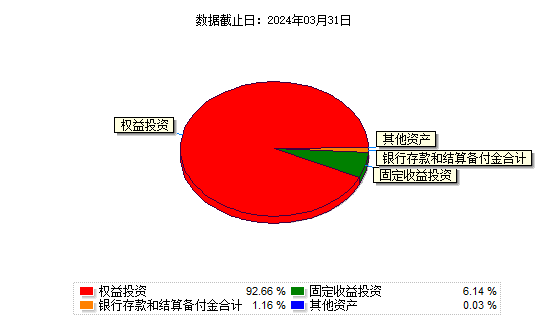 数据截止日：2024年03月31日
权益投资
其他资产
银行存款和结算备付金合计
固定收益投资
权益投资 92.66 % 固定收益投资 6.14 %
银行存款和结算备付金合计 1.16 % 其他资产 0.03 %